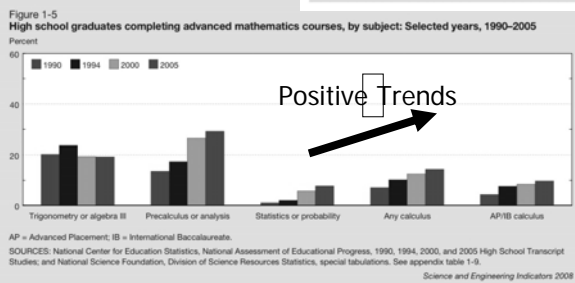 Figure 1-5
High school graduates completing advanced mathematics courses, by subject: Selected years, 1990–2005
Percent
60
1990 1994 2000 2005
Positive Trends
40
20
0
Trigonometry or algebra III Precalculus or analysis Statistics or probability Any calculus AP/IB calculus
AP = Advanced Placement; IB = International Baccalaureate.
SOURCES: National Center for Education Statistics, National Assessment of Educational Progress, 1990, 1994, 2000, and 2005 High School Transcript
Studies; and National Science Foundation, Division of Science Resources Statistics, special tabulations. See appendix table 1-9.
Science and Engineering Indicators 2008